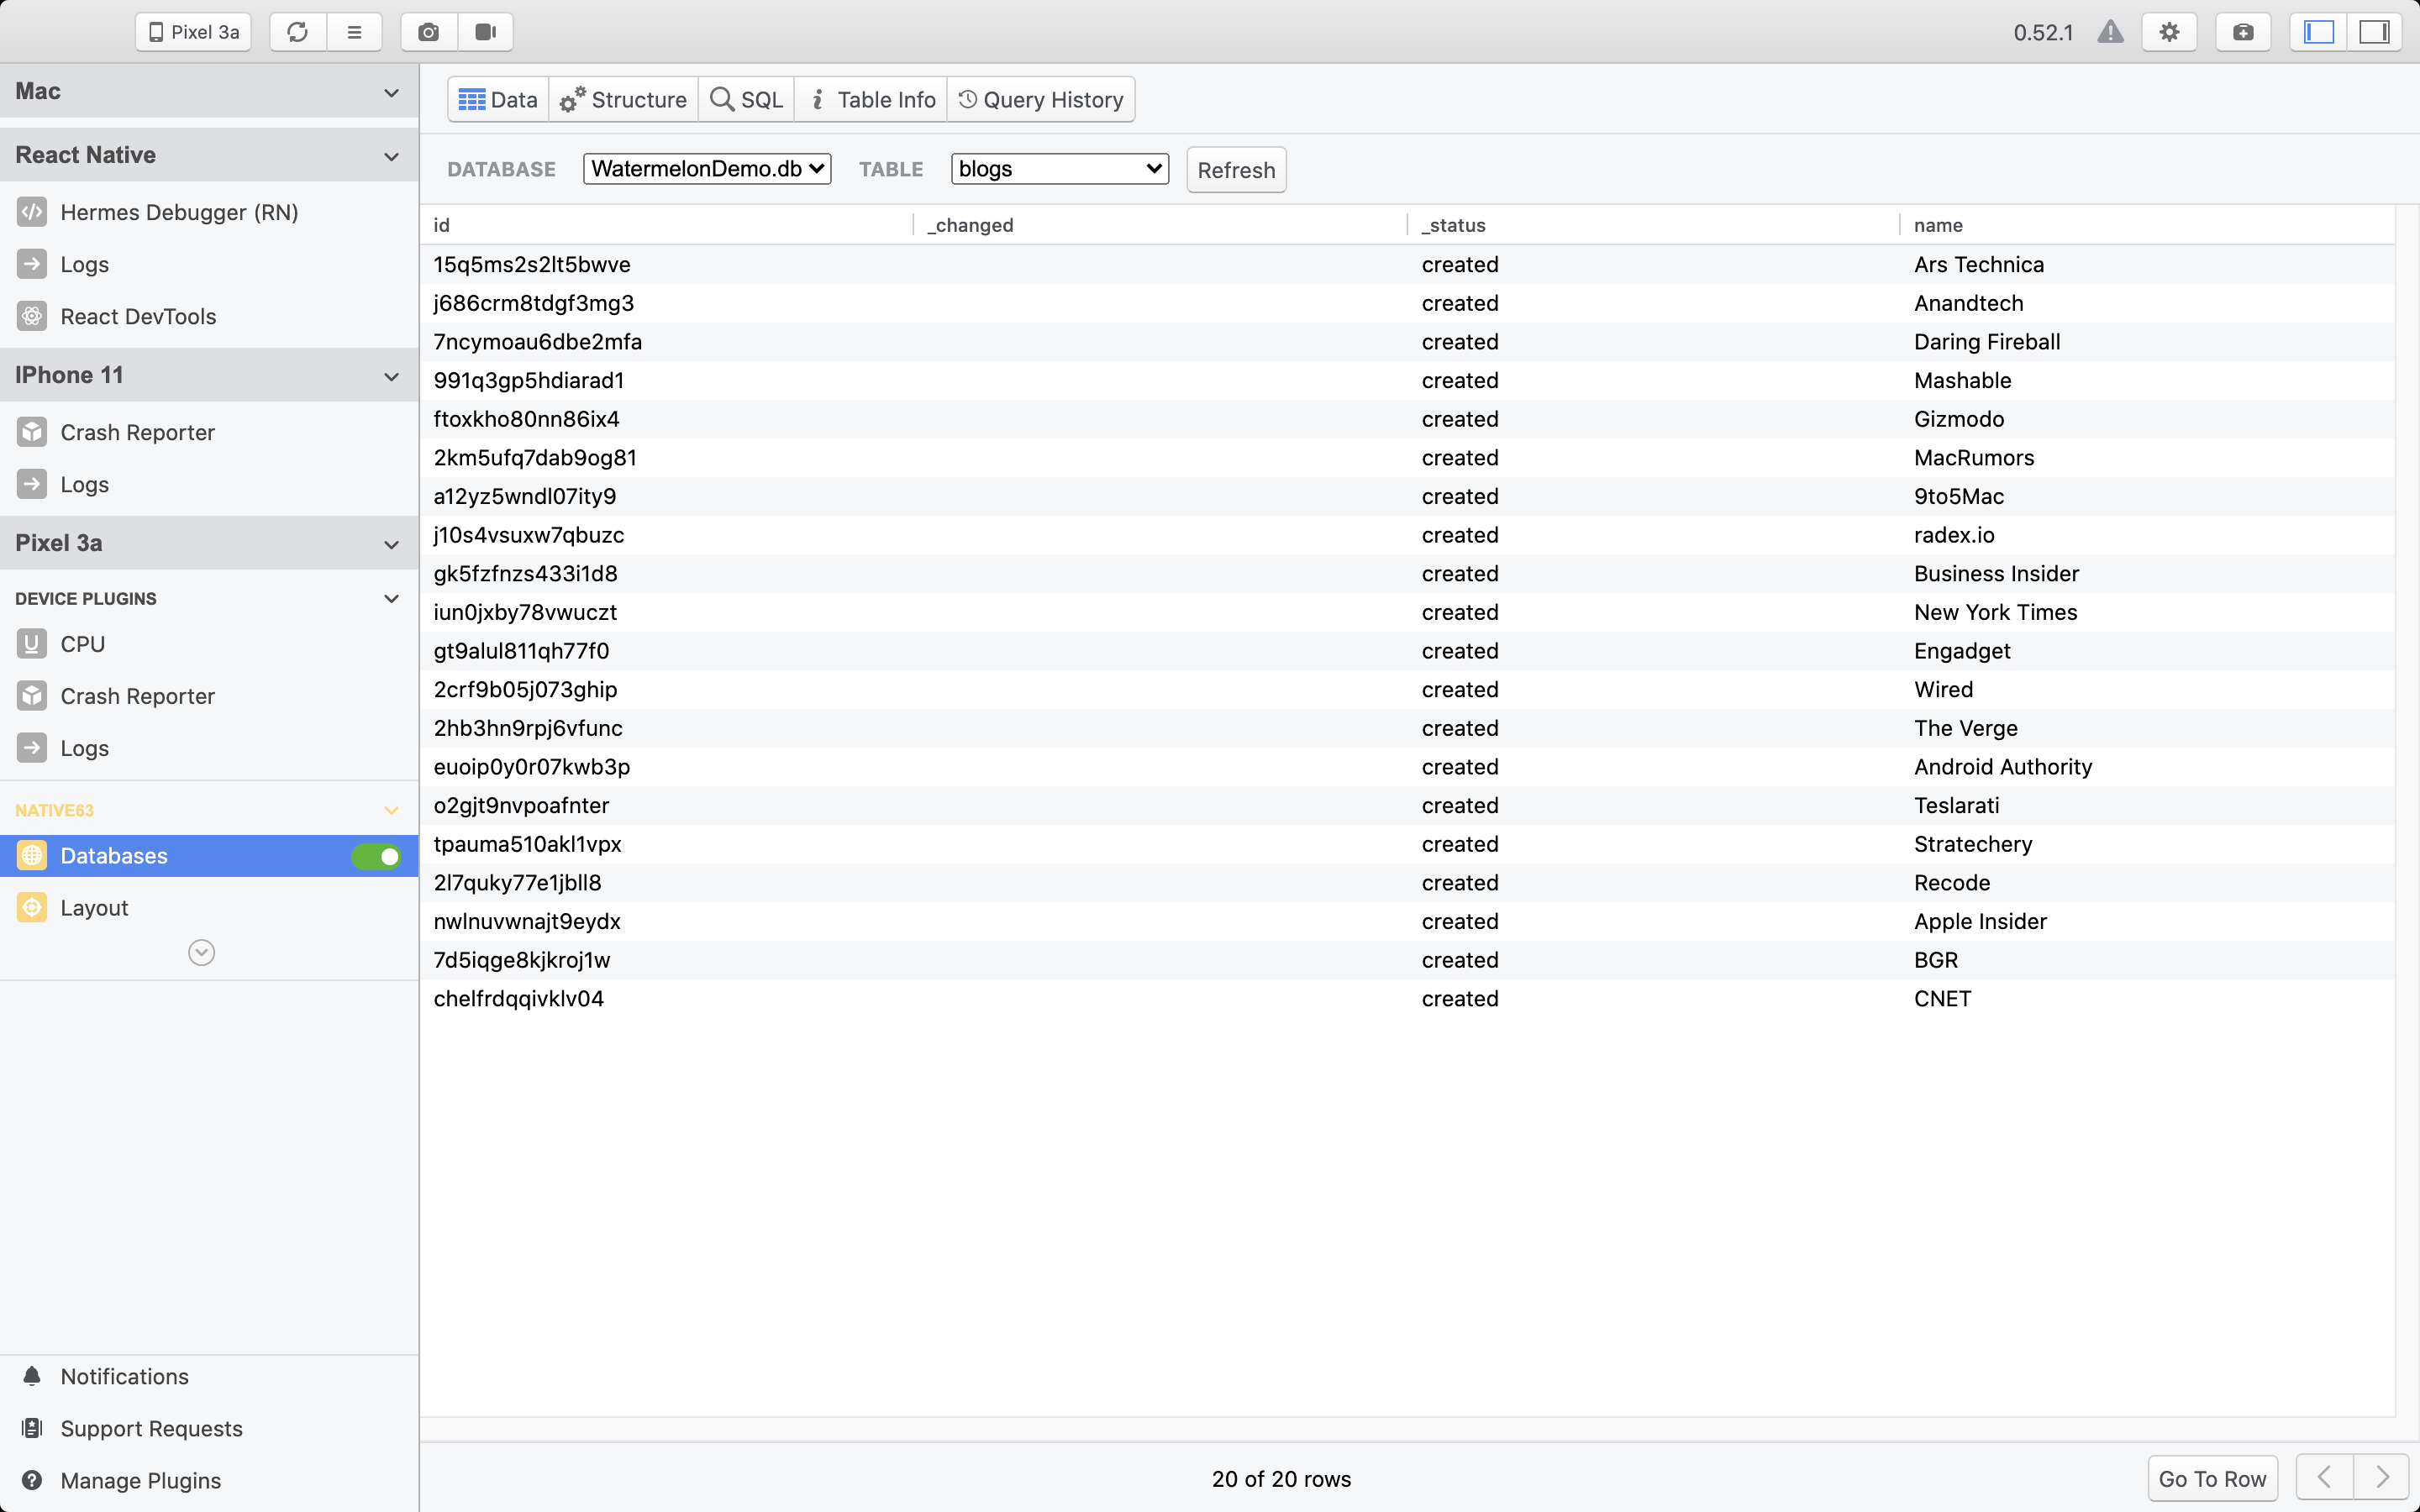 Pixel 3a
0.52.1
Mac
React Native
Hermes Debugger (RN)
Logs
React DevTools
IPhone 11
Crash Reporter
Logs
Pixel 3a
DEVICE PLUGINS
CPU
Crash Reporter
Logs
NATIVE63
Databases
Layout
Notifications
Support Requests
Manage Plugins
Data Structure SQL Table Info Query History
DATABASE WatermelonDemo.db TABLE blogs Refresh
id _changed _status name
15q5ms2s2lt5bwve created Ars Technica
j686crm8tdgf3mg3 created Anandtech
7ncymoau6dbe2mfa created Daring Fireball
991q3gp5hdiarad1 created Mashable
ftoxkho80nn86ix4 created Gizmodo
2km5ufq7dab9og81 created MacRumors
a12yz5wndl07ity9 created 9to5Mac
j10s4vsuxw7qbuzc created radex.io
gk5fzfnzs433i1d8 created Business Insider
iun0jxby78vwuczt created New York Times
gt9alul811qh77f0 created Engadget
2crf9b05j073ghip created Wired
2hb3hn9rpj6vfunc created The Verge
euoip0y0r07kwb3p created Android Authority
o2gjt9nvpoafnter created Teslarati
tpauma510akl1vpx created Stratechery
2l7quky77e1jbll8 created Recode
nwlnuvwnajt9eydx created Apple Insider
7d5iqge8kjkroj1w created BGR
chelfrdqqivklv04 created CNET
20 of 20 rows
Go To Row